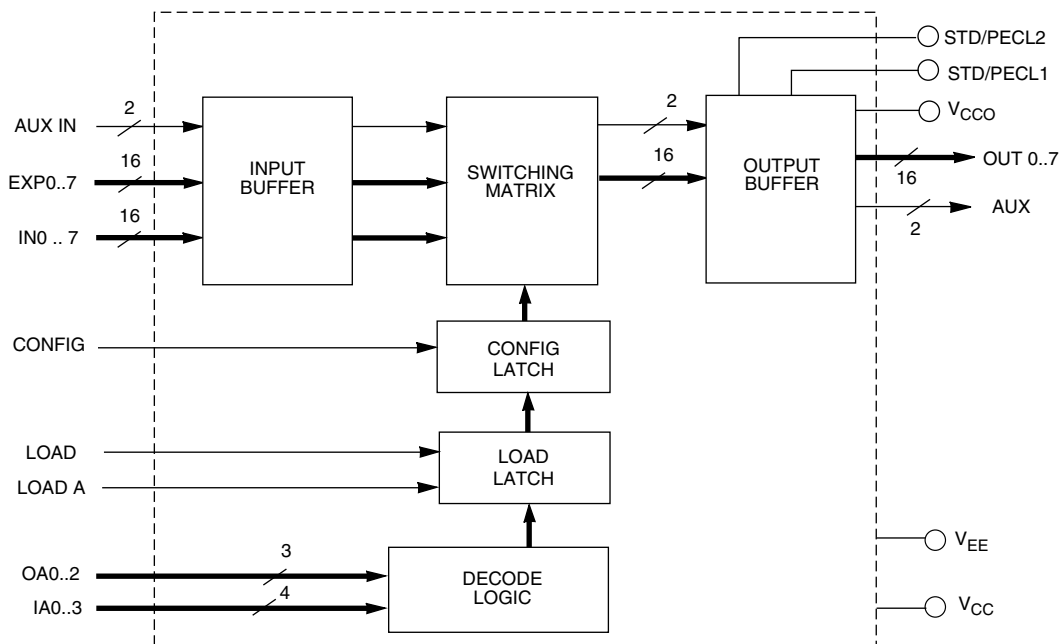 STD/PECL2
STD/PECL1
V_CCO
2
AUX IN
16
EXP0..7
16
IN0 .. 7
INPUT
BUFFER
SWITCHING
MATRIX
2
16
OUTPUT
BUFFER
OUT 0..7
16
AUX
2
CONFIG
CONFIG
LATCH
LOAD
LOAD A
LOAD
LATCH
3
OA0..2
4
IA0..3
DECODE
LOGIC
V_EE
V_CC